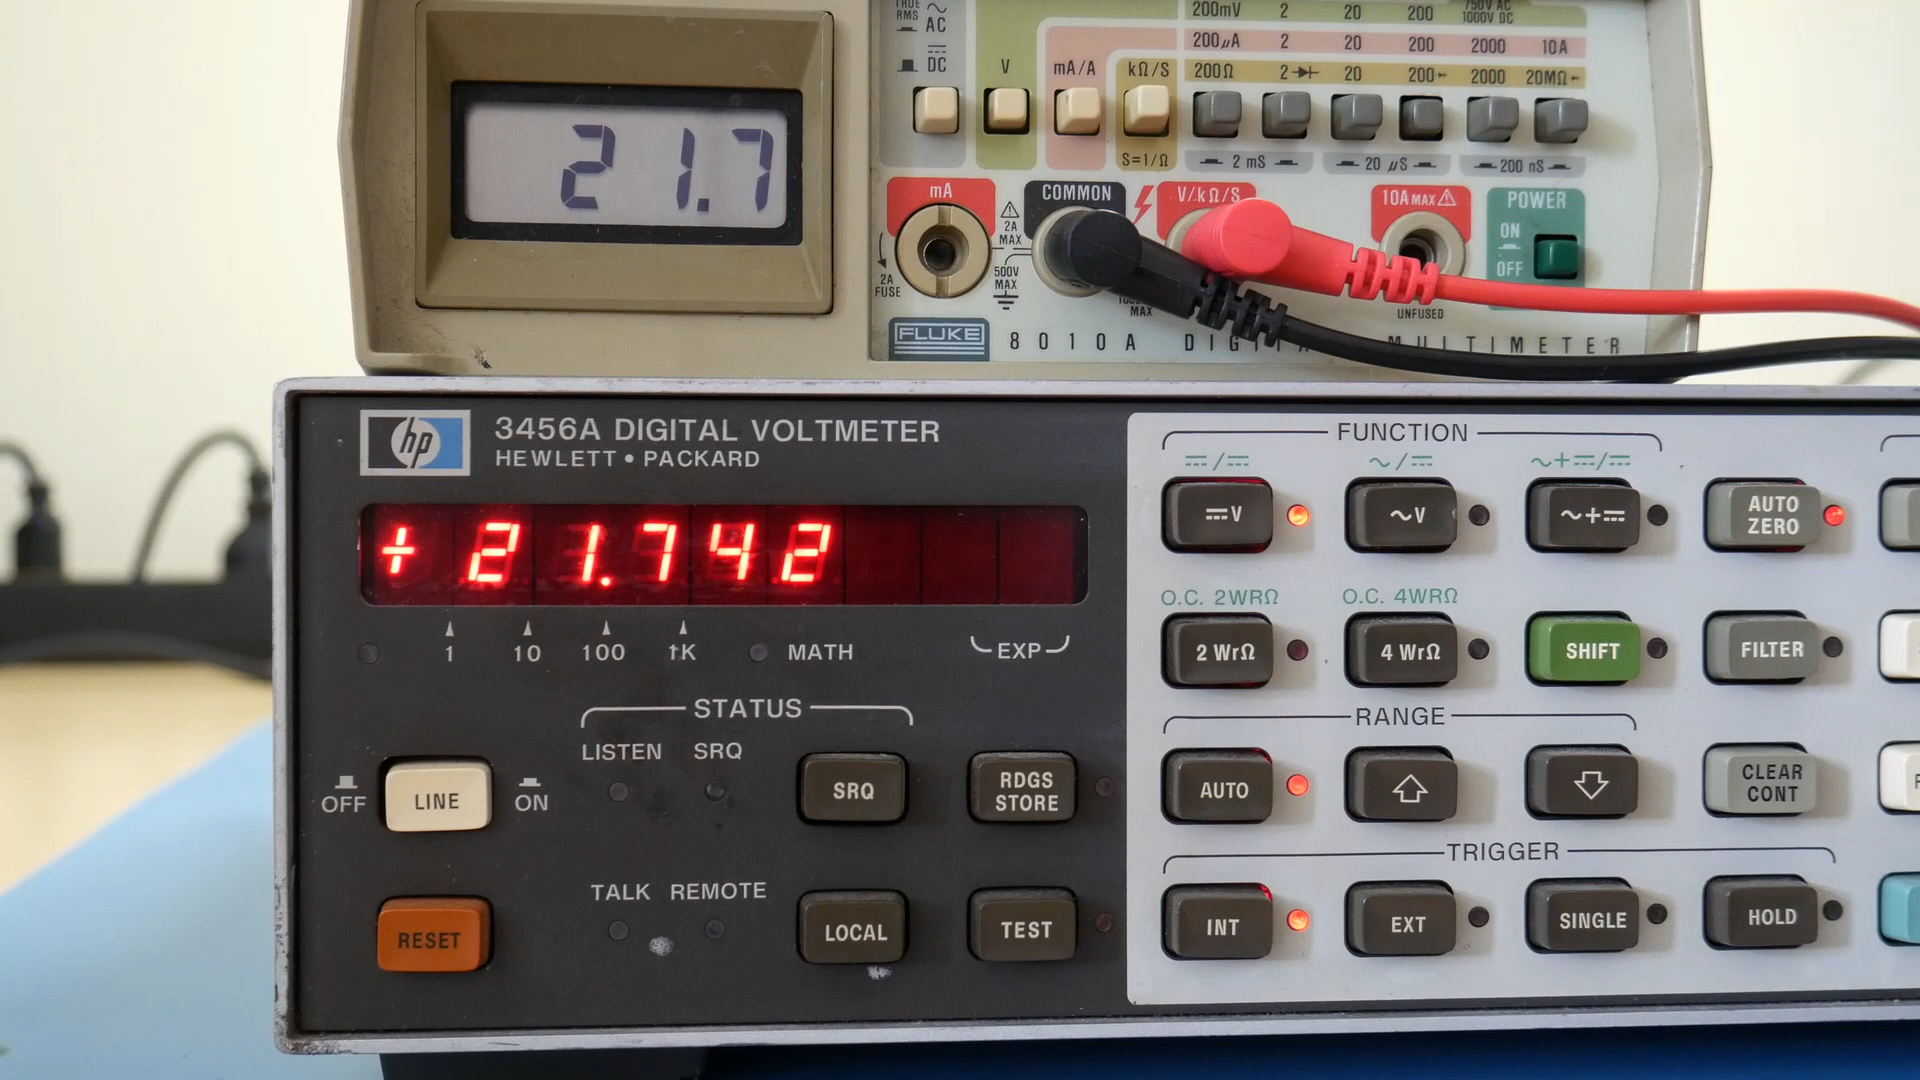 TRUE
RMS
AC
DC
V
mA/A
kΩ/S
S=1/Ω
200mV 2 20 200 750V AC
1000V DC
200μA 2 20 200 2000 10A
200Ω 2 20 200 2000 20MΩ
2 mS 20 μS 200 nS
21.7
mA
COMMON
V/kΩ/S
10A MAX
POWER
ON
OFF
2A
MAX
2A
FUSE
500V
MAX
MAX
UNFUSED
FLUKE
8010A DIGITA MULTIMETER
hp
3456A DIGITAL VOLTMETER
HEWLETT • PACKARD
+21.742
1 10 100 1K MATH EXP
STATUS
LISTEN SRQ
SRQ
RDGS
STORE
OFF LINE ON
TALK REMOTE
RESET
LOCAL
TEST
FUNCTION
⎓/⎓ ~/⎓ ~+⎓/⎓
⎓V
~V
~+⎓
AUTO
ZERO
O.C. 2WRΩ O.C. 4WRΩ
2 WrΩ
4 WrΩ
SHIFT
FILTER
RANGE
AUTO
CLEAR
CONT
TRIGGER
INT
EXT
SINGLE
HOLD